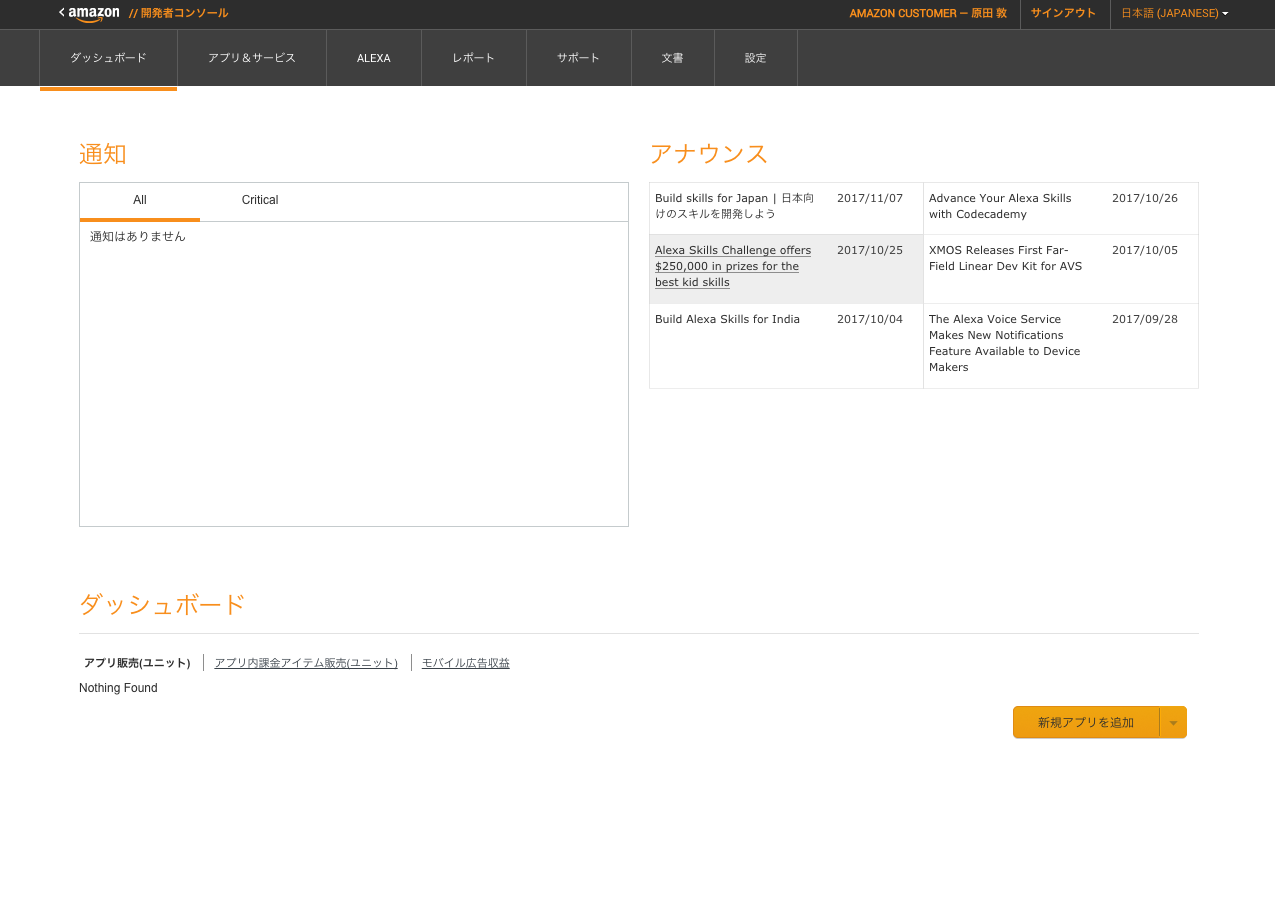 amazon // 開発者コンソール
AMAZON CUSTOMER – 原田 敦
サインアウト
日本語 (JAPANESE)
ダッシュボード
アプリ＆サービス
ALEXA
レポート
サポート
文書
設定
通知
All
Critical
通知はありません
アナウンス
Build skills for Japan | 日本向
けのスキルを開発しよう
2017/11/07
Advance Your Alexa Skills
with Codecademy
2017/10/26
Alexa Skills Challenge offers
$250,000 in prizes for the
best kid skills
2017/10/25
XMOS Releases First Far-
Field Linear Dev Kit for AVS
2017/10/05
Build Alexa Skills for India
2017/10/04
The Alexa Voice Service
Makes New Notifications
Feature Available to Device
Makers
2017/09/28
ダッシュボード
アプリ販売(ユニット)
アプリ内課金アイテム販売(ユニット)
モバイル広告収益
Nothing Found
新規アプリを追加